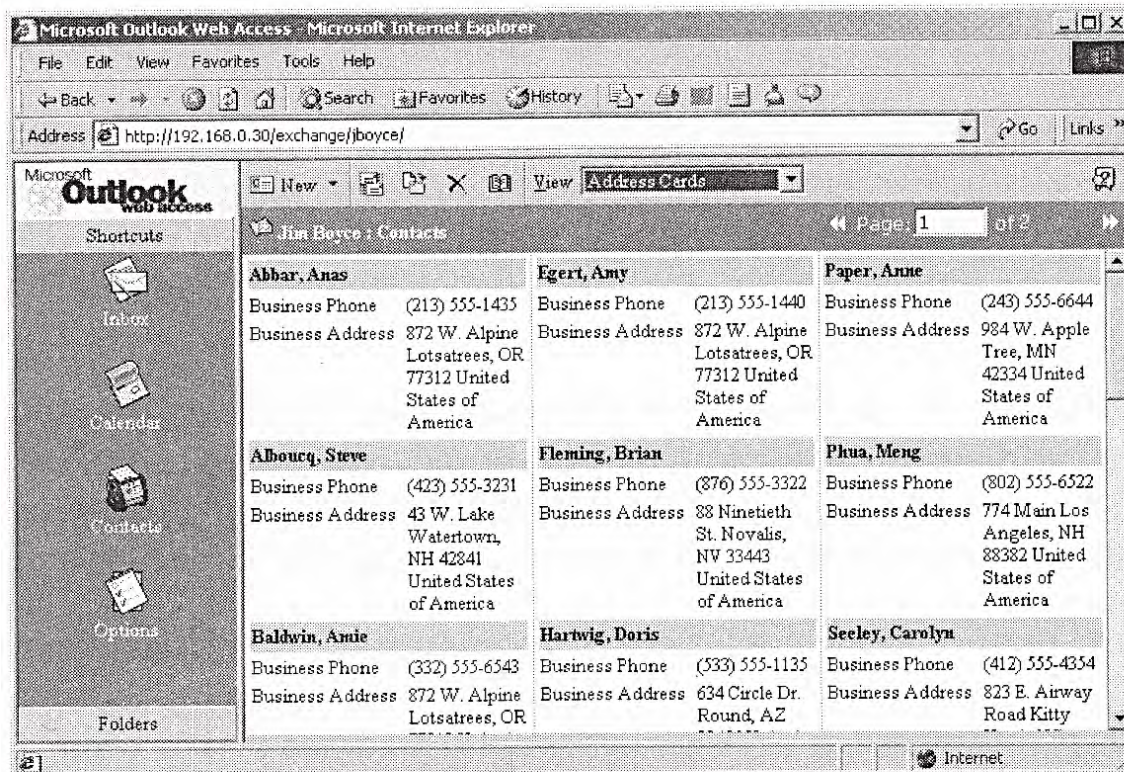 Microsoft Outlook Web Access - Microsoft Internet Explorer
File Edit View Favorites Tools Help
Back Search Favorites History
Address http://192.168.0.30/exchange/jboyce/ Go Links »
Microsoft
Outlook
web access
New View Address Cards
Shortcuts
Jim Boyce : Contacts Page: 1 of 2
Inbox
Calendar
Contacts
Options
Folders
Abbar, Anas
Business Phone (213) 555-1435
Business Address 872 W. Alpine
Lotsatrees, OR
77312 United
States of
America
Alboucq, Steve
Business Phone (423) 555-3231
Business Address 43 W. Lake
Watertown,
NH 42841
United States
of America
Baldwin, Amie
Business Phone (332) 555-6543
Business Address 872 W. Alpine
Lotsatrees, OR
Egert, Amy
Business Phone (213) 555-1440
Business Address 872 W. Alpine
Lotsatrees, OR
77312 United
States of
America
Fleming, Brian
Business Phone (876) 555-3322
Business Address 88 Ninetieth
St. Novalis,
NV 33443
United States
of America
Hartwig, Doris
Business Phone (533) 555-1135
Business Address 634 Circle Dr.
Round, AZ
Paper, Anne
Business Phone (243) 555-6644
Business Address 984 W. Apple
Tree, MN
42334 United
States of
America
Phua, Meng
Business Phone (802) 555-6522
Business Address 774 Main Los
Angeles, NH
88382 United
States of
America
Seeley, Carolyn
Business Phone (412) 555-4354
Business Address 823 E. Airway
Road Kitty
Internet